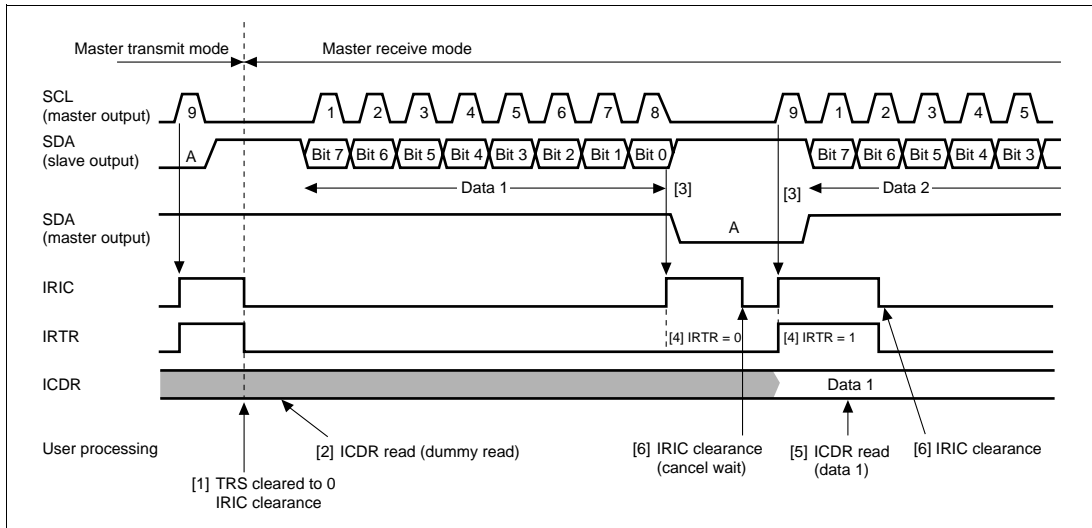 Master transmit mode
Master receive mode
SCL
(master output)
9
1
2
3
4
5
6
7
8
9
1
2
3
4
5
SDA
(slave output)
A
Bit 7
Bit 6
Bit 5
Bit 4
Bit 3
Bit 2
Bit 1
Bit 0
Bit 7
Bit 6
Bit 5
Bit 4
Bit 3
Data 1
[3]
[3]
Data 2
SDA
(master output)
A
IRIC
IRTR
[4] IRTR = 0
[4] IRTR = 1
ICDR
Data 1
User processing
[2] ICDR read (dummy read)
[1] TRS cleared to 0
IRIC clearance
[6] IRIC clearance
(cancel wait)
[5] ICDR read
(data 1)
[6] IRIC clearance